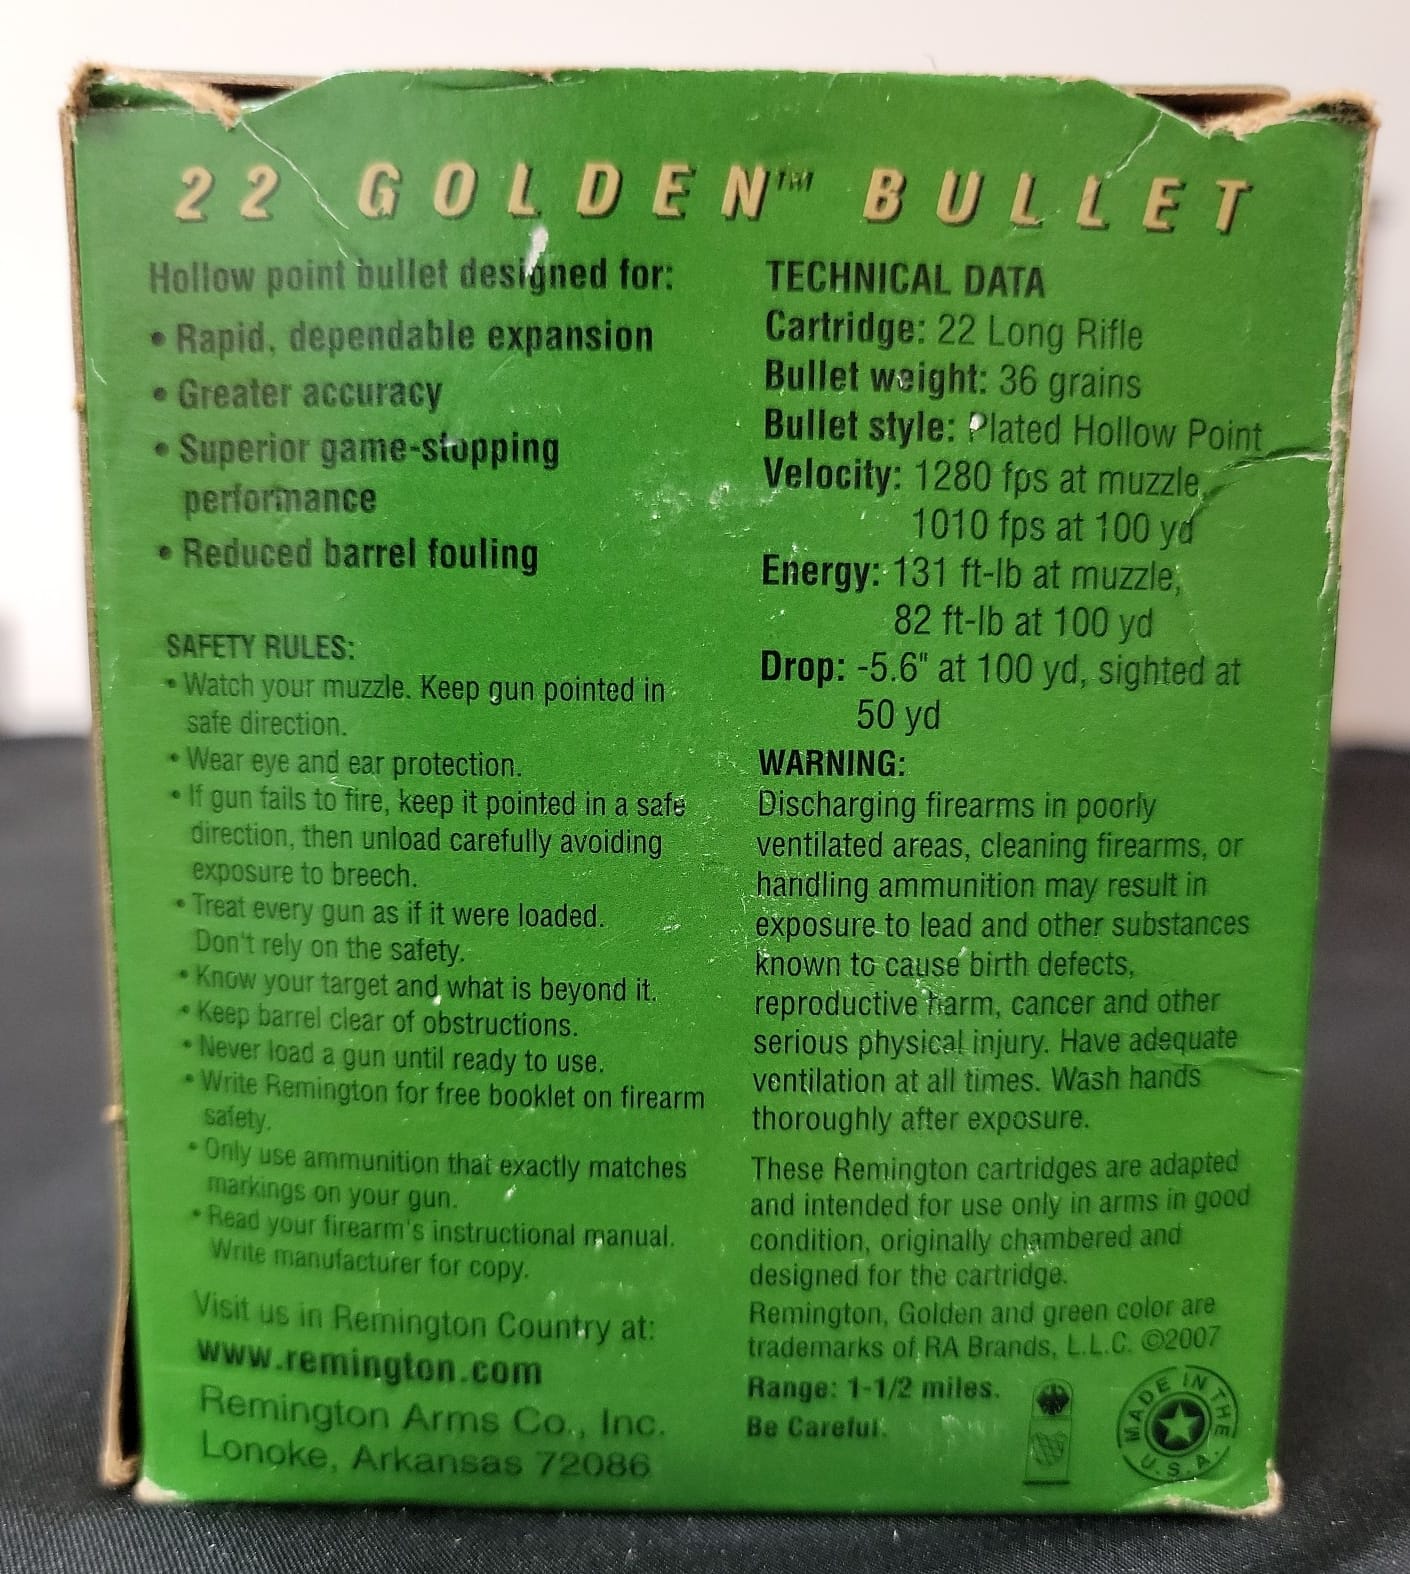 22 GOLDEN™ BULLET
Hollow point bullet designed for:
• Rapid, dependable expansion
• Greater accuracy
• Superior game-stopping
performance
• Reduced barrel fouling
SAFETY RULES:
• Watch your muzzle. Keep gun pointed in
safe direction.
• Wear eye and ear protection.
• If gun fails to fire, keep it pointed in a safe
direction, then unload carefully avoiding
exposure to breech.
• Treat every gun as if it were loaded.
Don't rely on the safety.
• Know your target and what is beyond it.
• Keep barrel clear of obstructions.
• Never load a gun until ready to use.
• Write Remington for free booklet on firearm
safety.
• Only use ammunition that exactly matches
markings on your gun.
• Read your firearm's instructional manual.
Write manufacturer for copy.
Visit us in Remington Country at:
www.remington.com
Remington Arms Co., Inc.
Lonoke, Arkansas 72086
TECHNICAL DATA
Cartridge: 22 Long Rifle
Bullet weight: 36 grains
Bullet style: Plated Hollow Point
Velocity: 1280 fps at muzzle,
1010 fps at 100 yd
Energy: 131 ft-lb at muzzle,
82 ft-lb at 100 yd
Drop: -5.6" at 100 yd, sighted at
50 yd
WARNING:
Discharging firearms in poorly
ventilated areas, cleaning firearms, or
handling ammunition may result in
exposure to lead and other substances
known to cause birth defects,
reproductive harm, cancer and other
serious physical injury. Have adequate
ventilation at all times. Wash hands
thoroughly after exposure.
These Remington cartridges are adapted
and intended for use only in arms in good
condition, originally chambered and
designed for the cartridge.
Remington, Golden and green color are
trademarks of RA Brands, L.L.C. ©2007
Range: 1-1/2 miles.
Be Careful.
MADE IN THE
U.S.A.